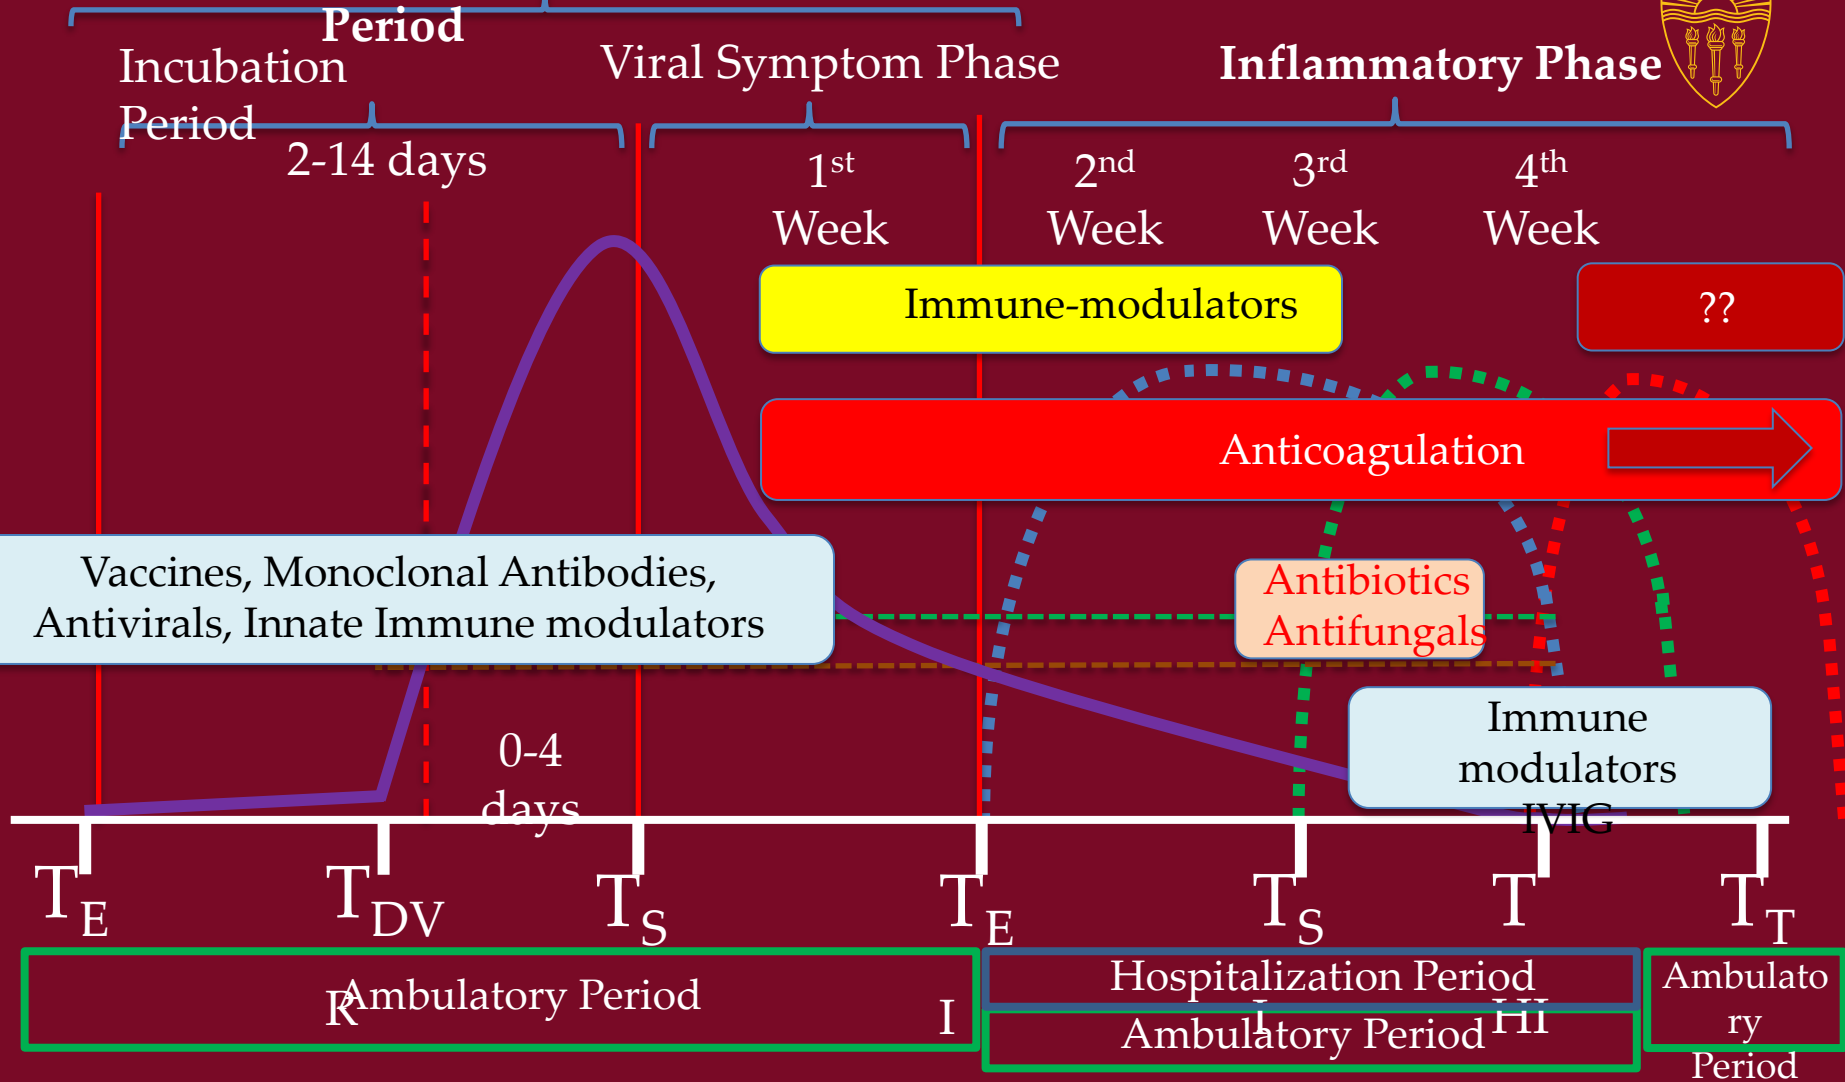 Period
Incubation
Period
Viral Symptom Phase
Inflammatory Phase
2-14 days
1st
Week
2nd
Week
3rd
Week
4th
Week
Immune-modulators
??
Anticoagulation
Vaccines, Monoclonal Antibodies,
Antivirals, Innate Immune modulators
Antibiotics
Antifungals
0-4
days
Immune
modulators
IVIG
TE
TDV
TS
TE
TS
T
TT
R
Ambulatory Period
I
Hospitalization Period
I
HI
Ambulatory Period
Ambulato
ry
Period